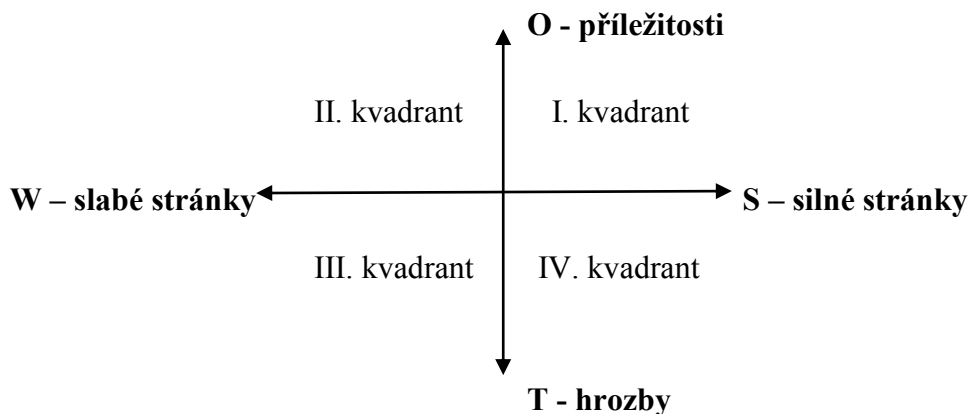 O - příležitosti
II. kvadrant
I. kvadrant
W – slabé stránky
S – silné stránky
III. kvadrant
IV. kvadrant
T - hrozby